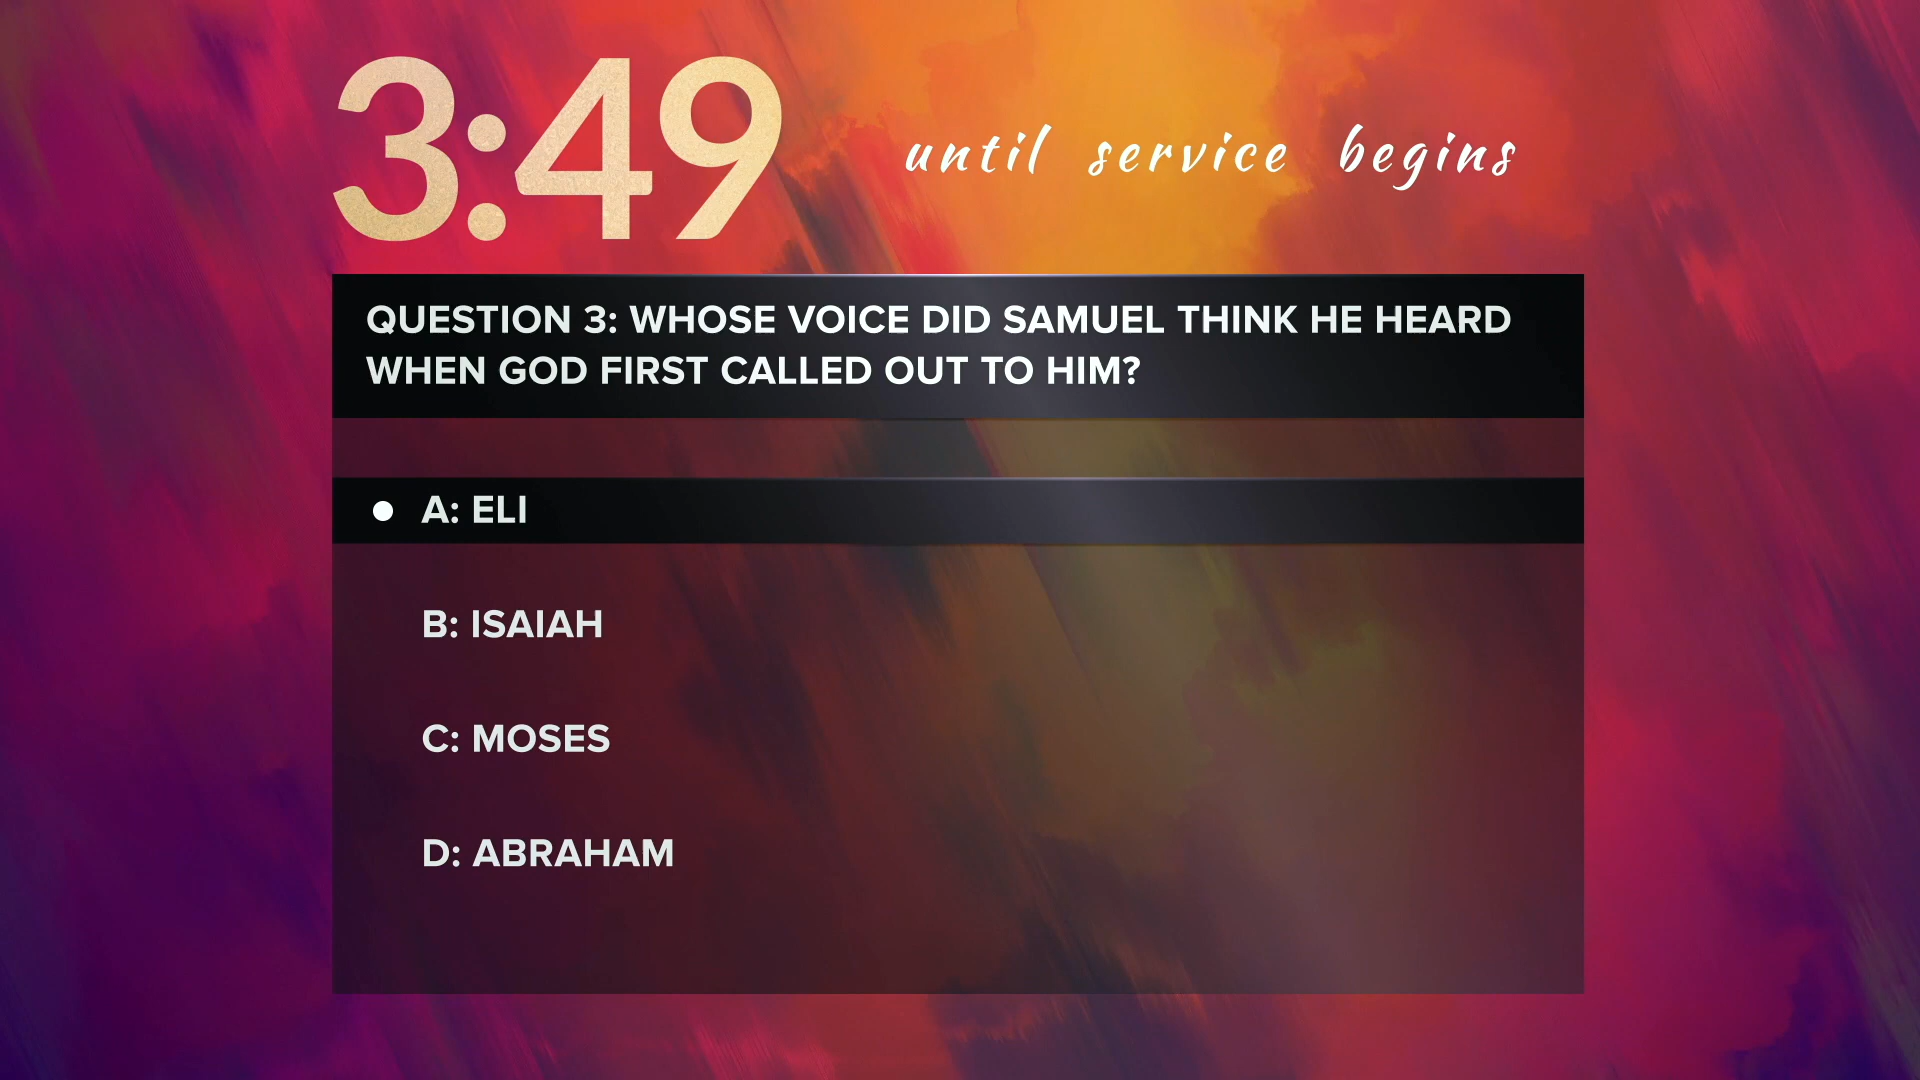 3:49 until service begins
QUESTION 3: WHOSE VOICE DID SAMUEL THINK HE HEARD
WHEN GOD FIRST CALLED OUT TO HIM?
A: ELI
B: ISAIAH
C: MOSES
D: ABRAHAM